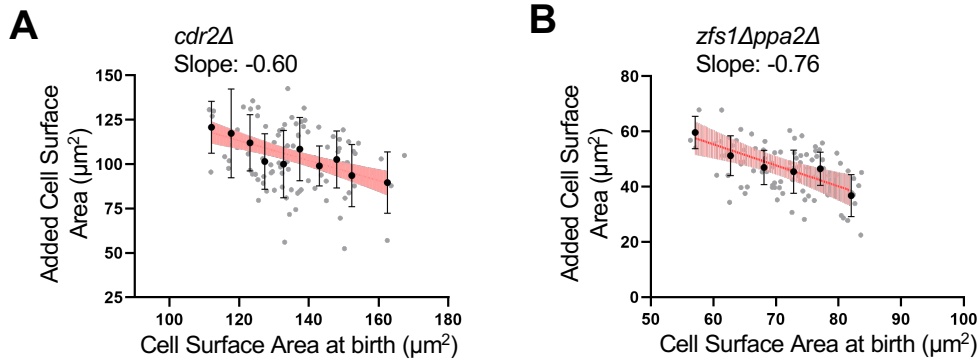 A
cdr2Δ
Slope: -0.60
150
125
100
75
50
25
Added Cell Surface
Area (µm²)
100
120
140
160
180
Cell Surface Area at birth (µm²)
B
zfs1Δppa2Δ
Slope: -0.76
80
60
40
20
0
Added Cell Surface
Area (µm²)
50
60
70
80
90
100
Cell Surface Area at birth (µm²)